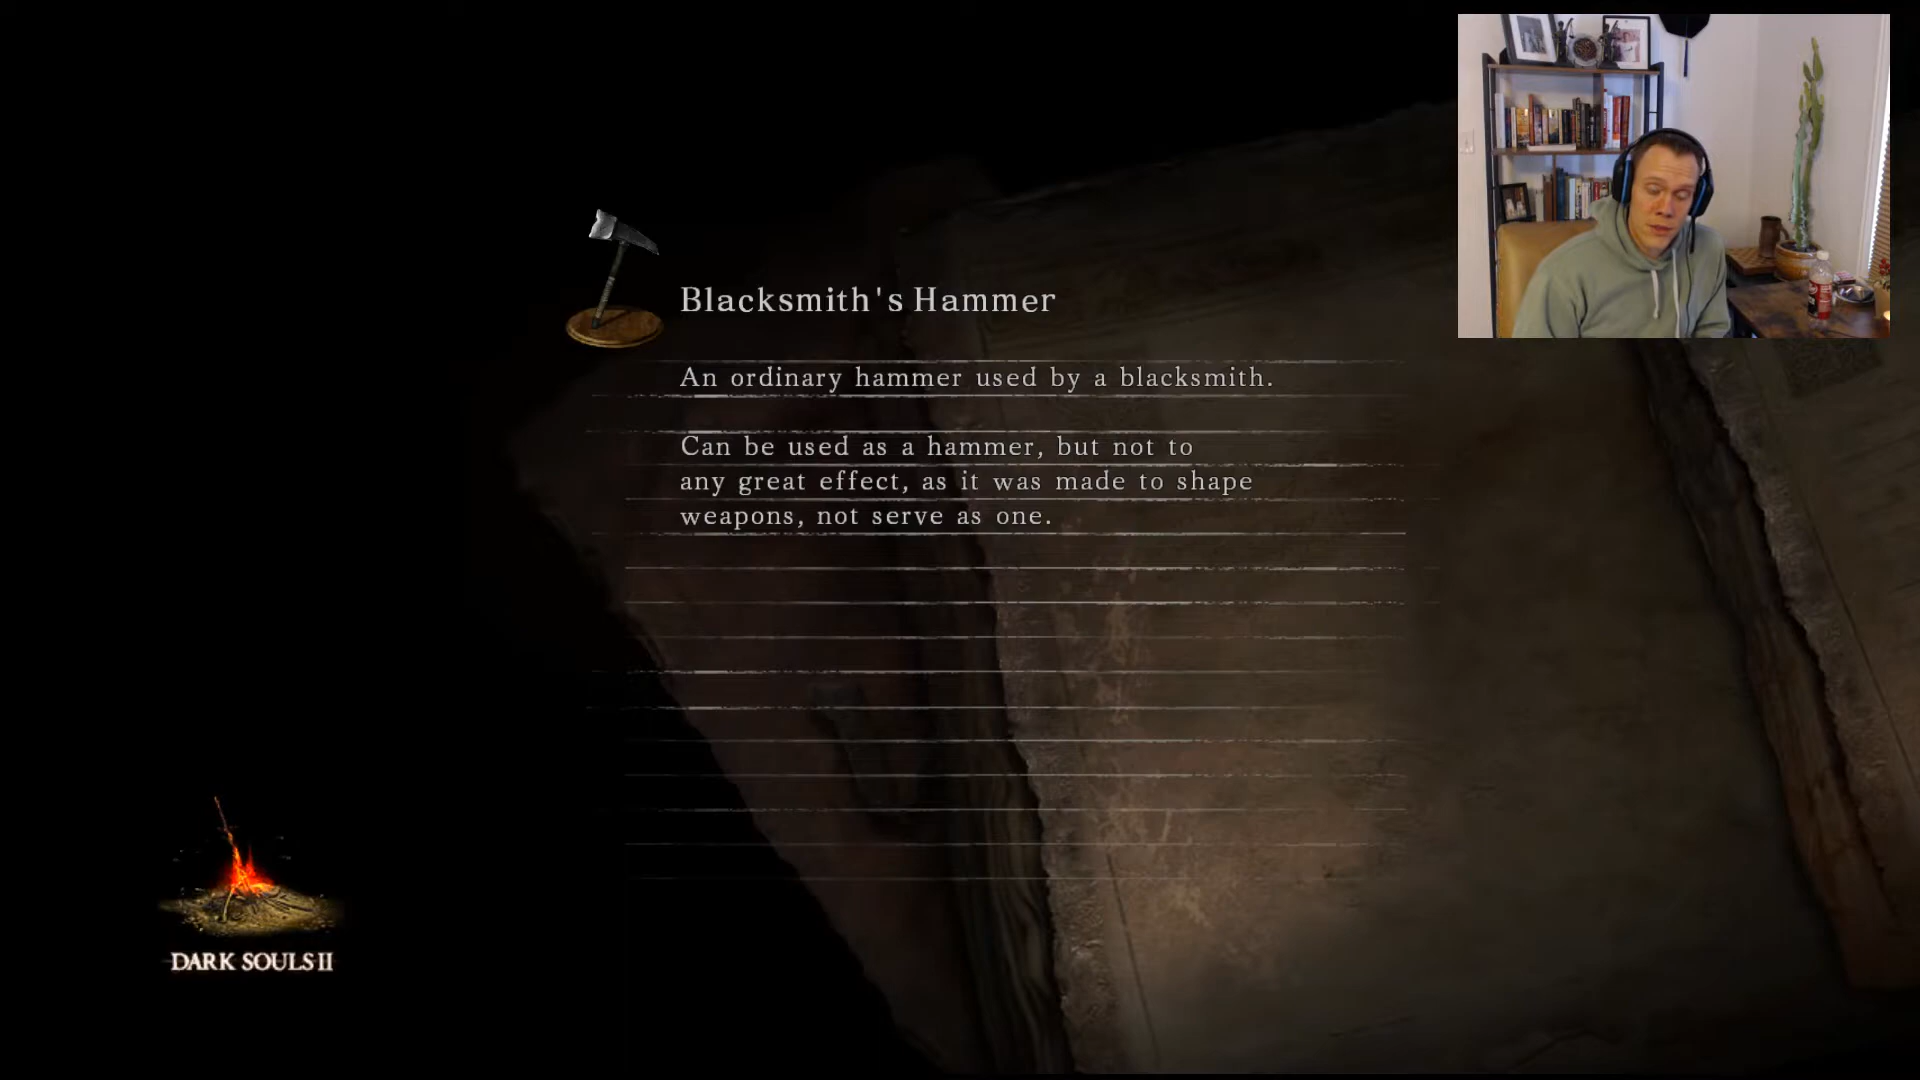 Blacksmith's Hammer
An ordinary hammer used by a blacksmith.
Can be used as a hammer, but not to
any great effect, as it was made to shape
weapons, not serve as one.
DARK SOULS II